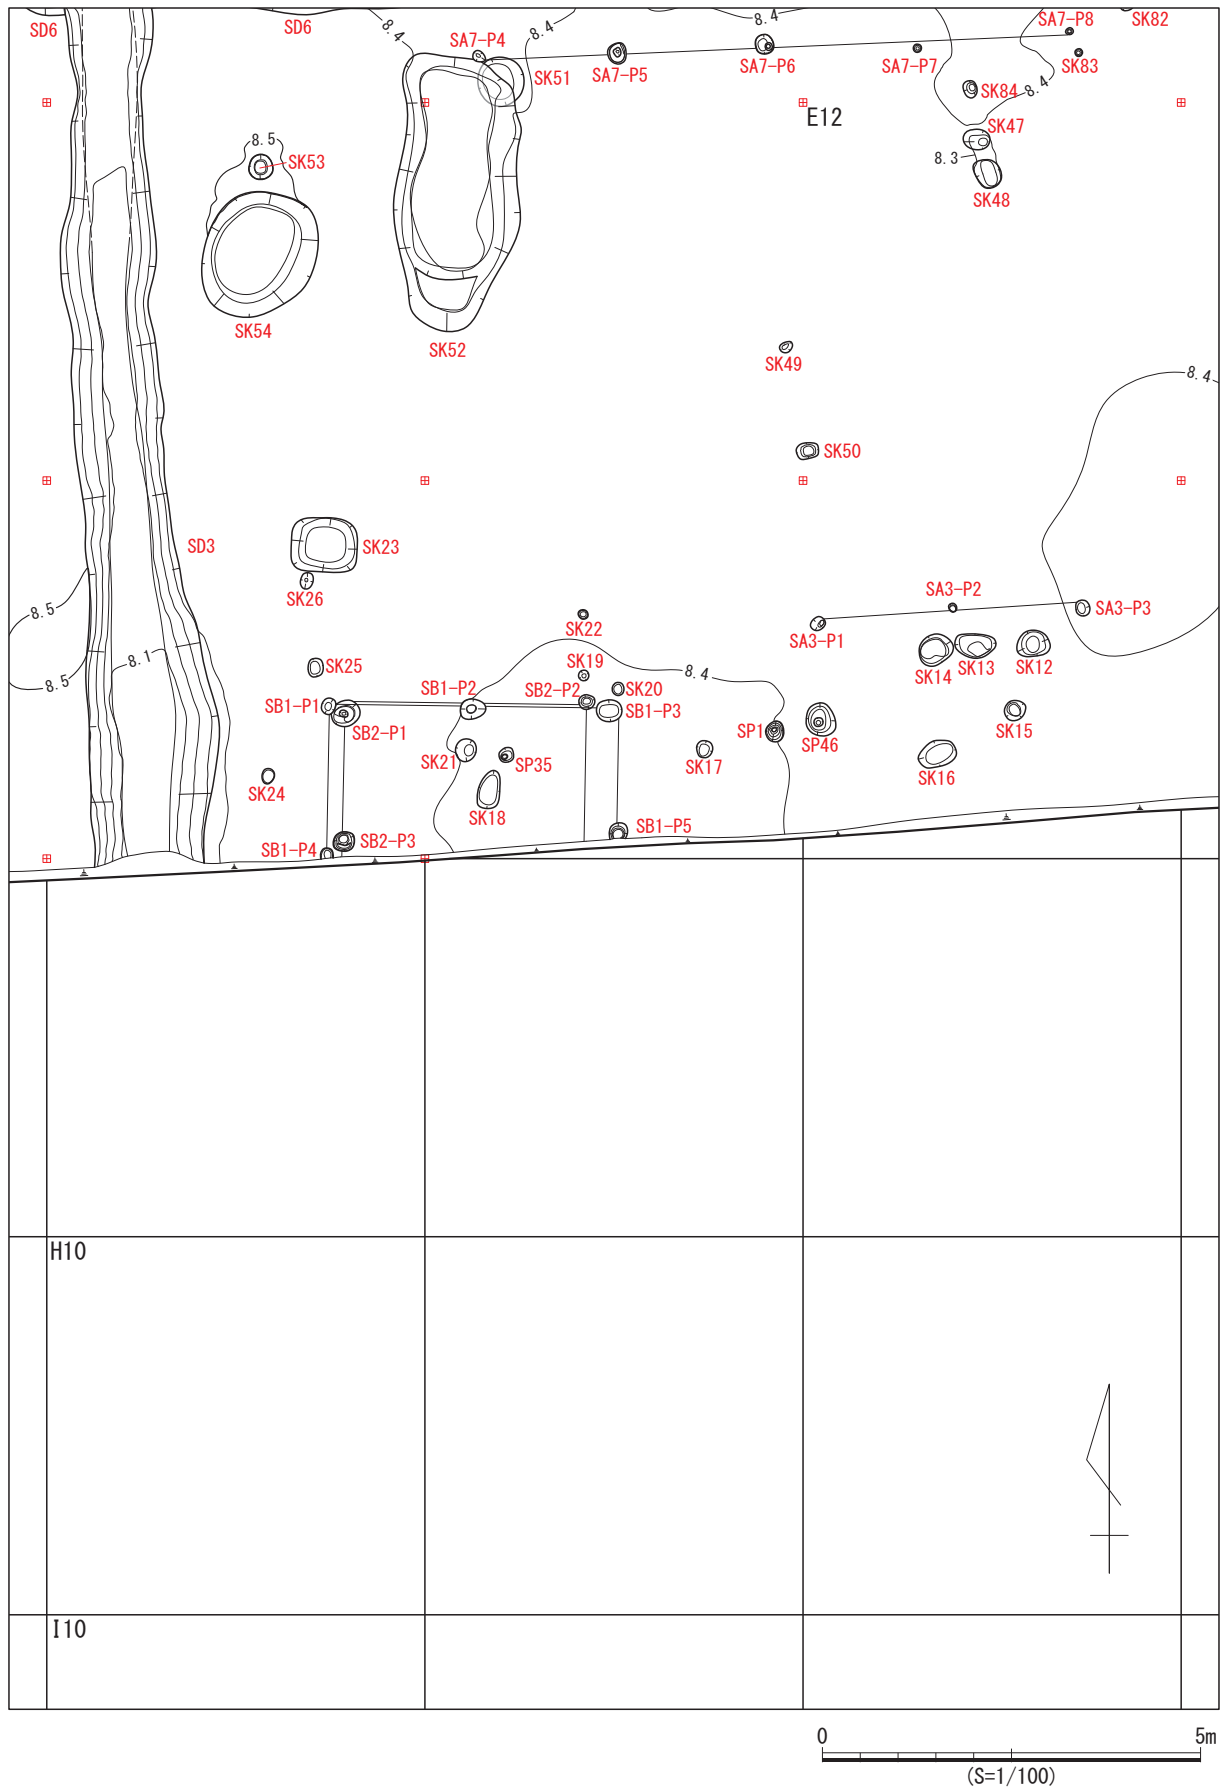 SD6
SD6
8.4
SA7-P4
8.4
SA7-P5
SK51
8.4
SA7-P6
SA7-P7
SA7-P8
SK82
SK83
SK84
8.4
E12
SK47
8.3
SK48
8.5
SK53
SK54
SK52
SK49
8.4
SK50
SD3
SK23
SK26
8.5
8.5
8.1
SK22
SA3-P1
SA3-P2
SA3-P3
SK25
SK19
8.4
SK14
SK13
SK12
SB1-P1
SB2-P1
SB1-P2
SB2-P2
SK20
SB1-P3
SP1
SP46
SK15
SK21
SP35
SK17
SK16
SK24
SK18
SB1-P4
SB2-P3
SB1-P5
H10
I10
0
5m
(S=1/100)